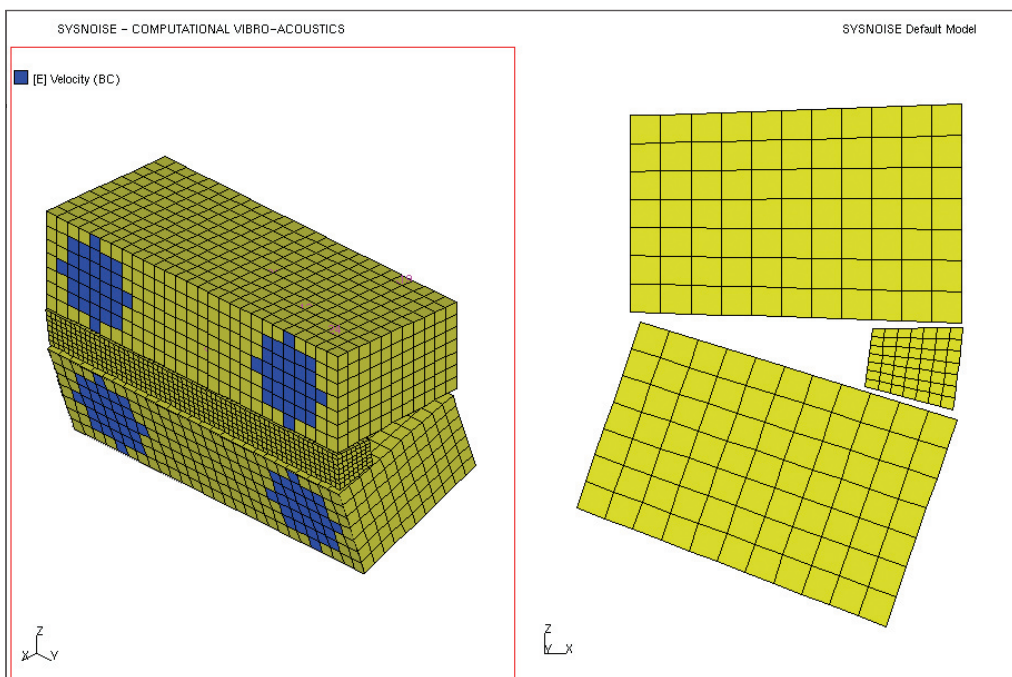 SYSNOISE - COMPUTATIONAL VIBRO-ACOUSTICS
SYSNOISE Default Model
[E] Velocity (BC)
Z
X
Y
Z
Y
X